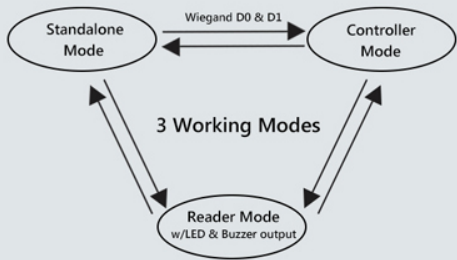 Standalone
Mode
Wiegand D0 & D1
Controller
Mode
3 Working Modes
Reader Mode
w/LED & Buzzer output